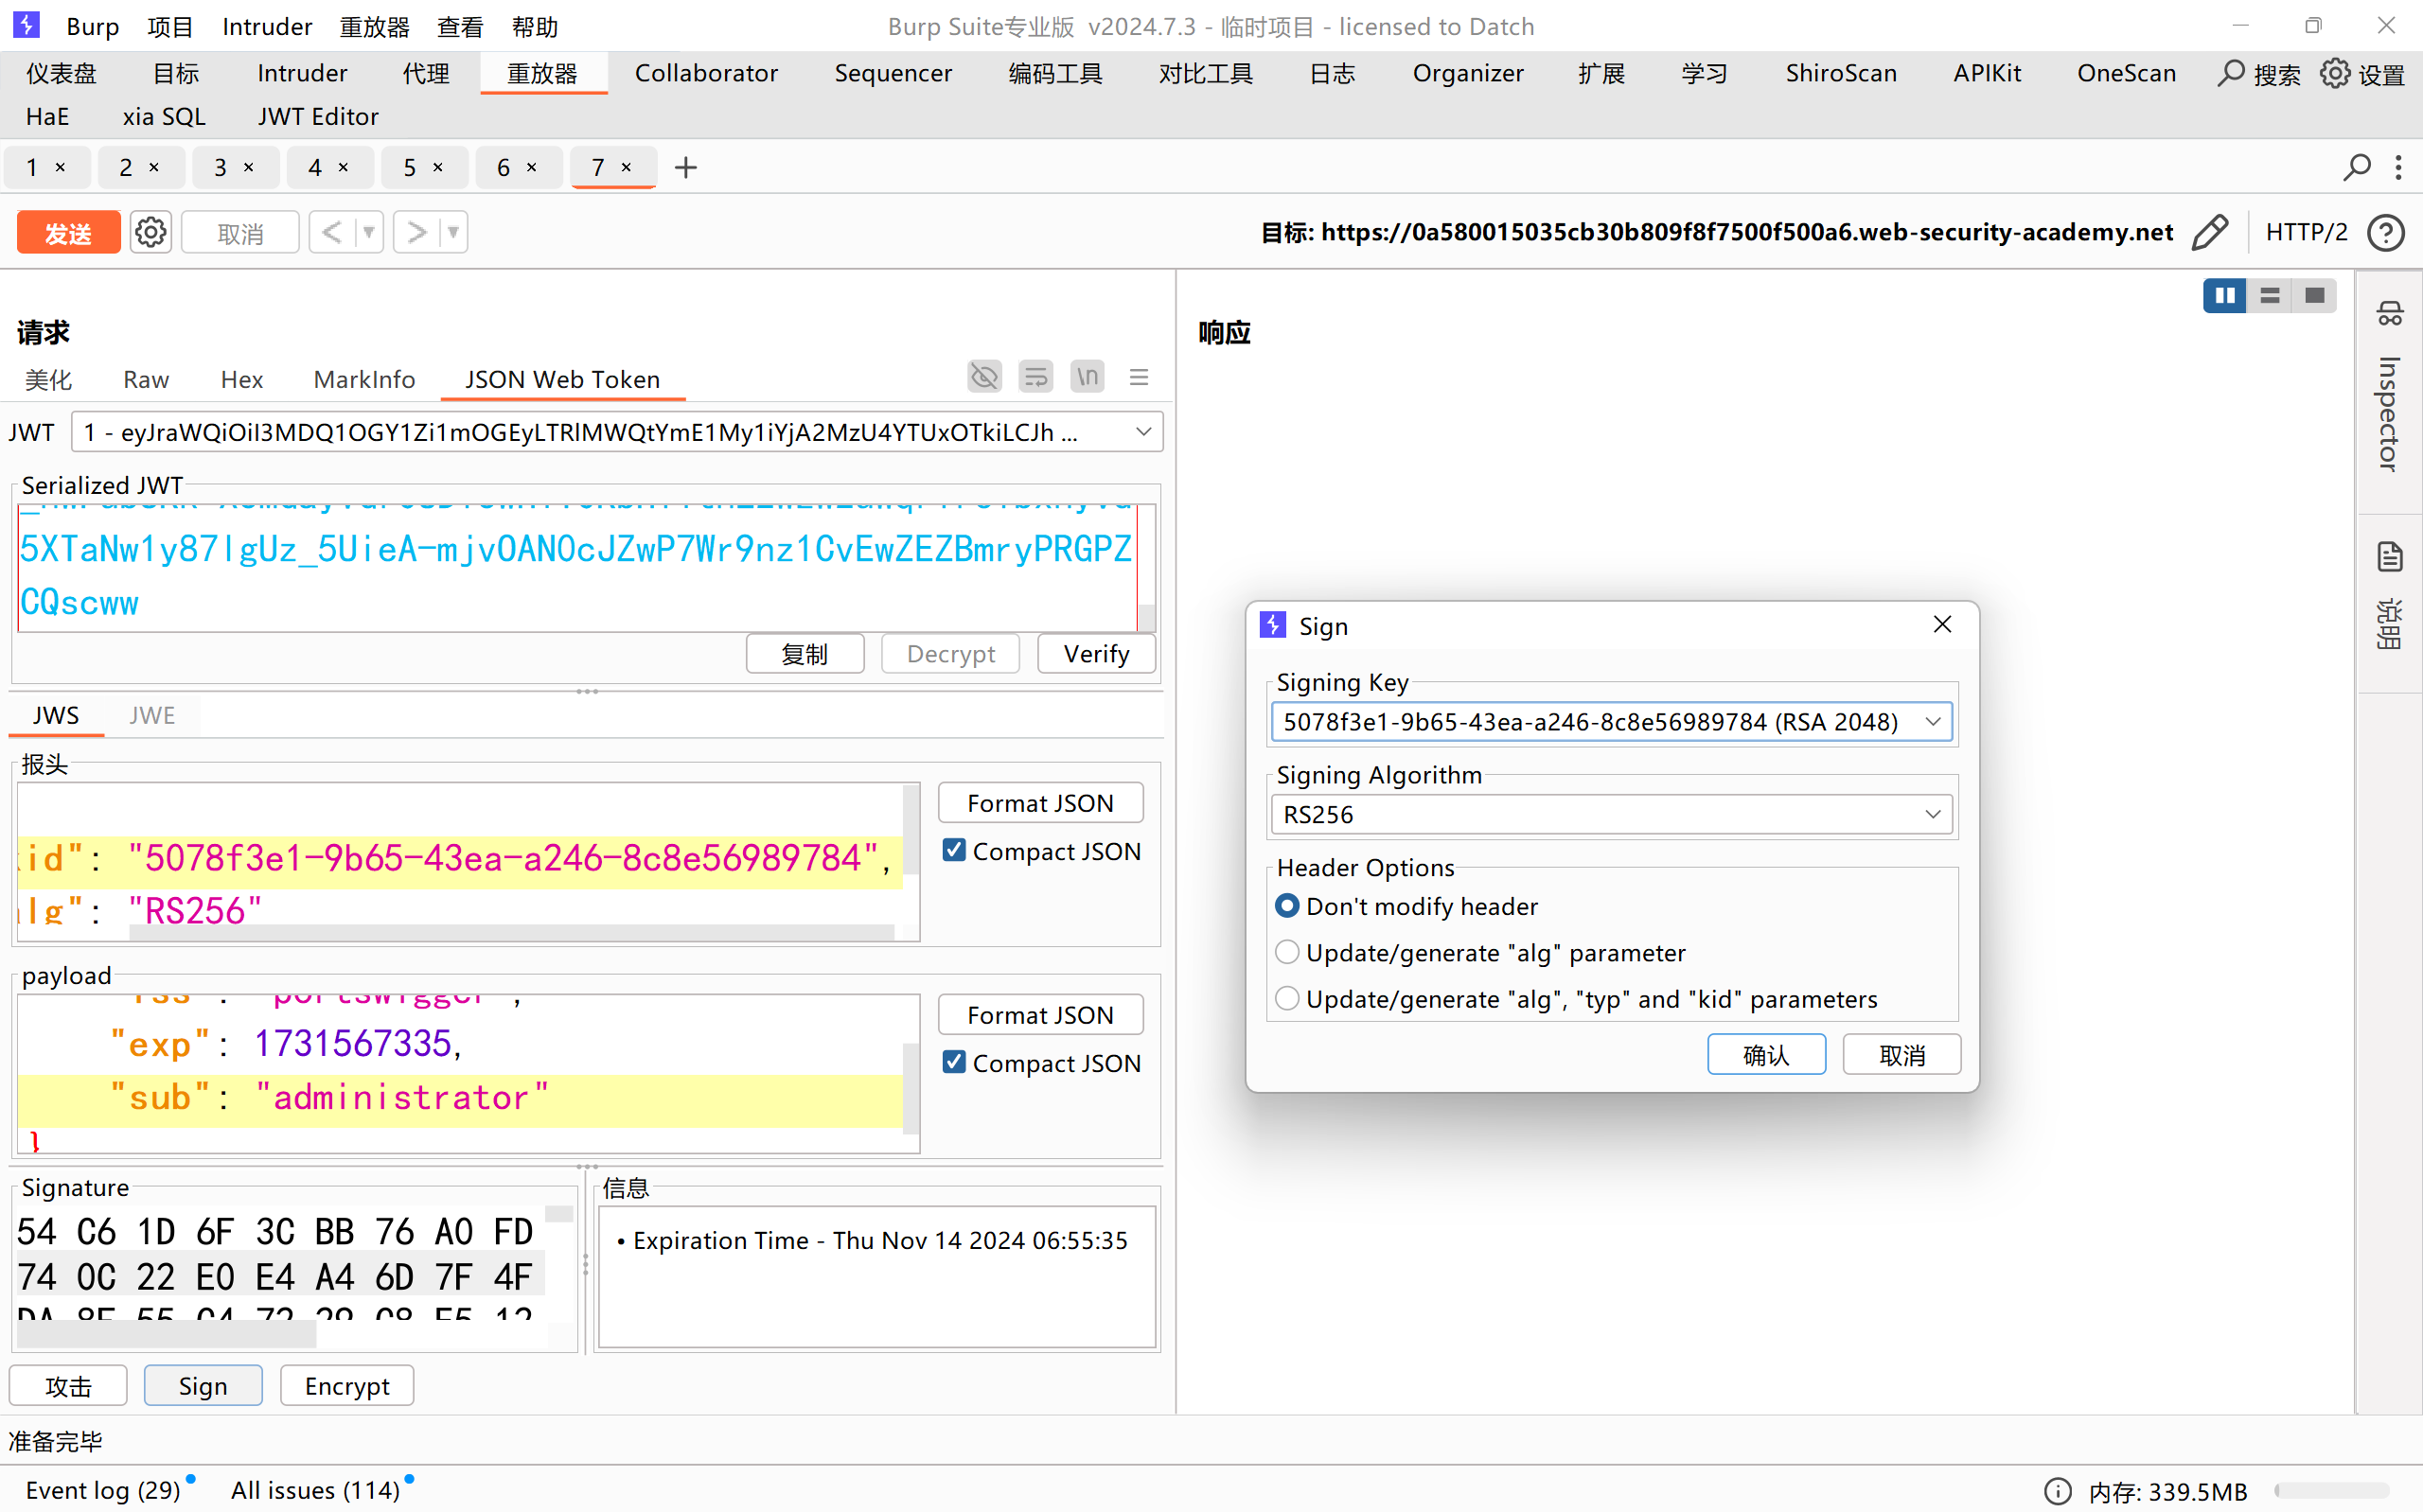 Burp 项目 Intruder 重放器 查看 帮助 Burp Suite专业版 v2024.7.3 - 临时项目 - licensed to Datch
仪表盘 目标 Intruder 代理 重放器 Collaborator Sequencer 编码工具 对比工具 日志 Organizer 扩展 学习 ShiroScan APIKit OneScan 搜索 设置
HaE xia SQL JWT Editor
1 × 2 × 3 × 4 × 5 × 6 × 7 × +
发送 取消 < > 目标: https://0a580015035cb30b809f8f7500f500a6.web-security-academy.net HTTP/2
请求
美化 Raw Hex MarkInfo JSON Web Token \n
JWT 1 - eyJraWQiOiI3MDQ1OGY1Zi1mOGEyLTRlMWQtYmE1My1iYjA2MzU4YTUxOTkiLCJh ...
Serialized JWT
5XTaNw1y87lgUz_5UieA-mjvOANOcJZwP7Wr9nz1CvEwZEZBmryPRGPZ
CQscww
复制 Decrypt Verify
JWS JWE
报头
id": "5078f3e1-9b65-43ea-a246-8c8e56989784",
lg": "RS256"
Format JSON
Compact JSON
payload
"iss": "portswigger",
"exp": 1731567335,
"sub": "administrator"
}
Format JSON
Compact JSON
Signature
54 C6 1D 6F 3C BB 76 A0 FD
74 0C 22 E0 E4 A4 6D 7F 4F
信息
• Expiration Time - Thu Nov 14 2024 06:55:35
攻击 Sign Encrypt
响应
Sign
Signing Key
5078f3e1-9b65-43ea-a246-8c8e56989784 (RSA 2048)
Signing Algorithm
RS256
Header Options
Don't modify header
Update/generate "alg" parameter
Update/generate "alg", "typ" and "kid" parameters
确认 取消
Inspector
说明
准备完毕
Event log (29) All issues (114) 内存: 339.5MB